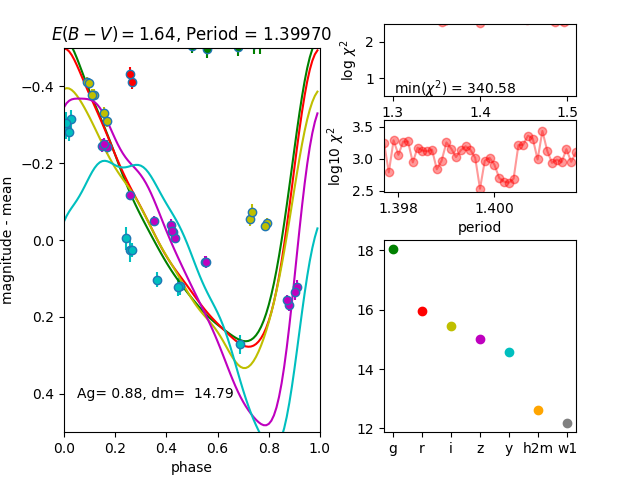 E(B − V) = 1.64, Period = 1.39970
magnitude - mean
−0.4
−0.2
0.0
0.2
0.4
Ag= 0.88, dm=  14.79
0.0 0.2 0.4 0.6 0.8 1.0
phase
log χ²
2
1
min(χ²) = 340.58
1.3 1.4 1.5
log10 χ²
3.5
3.0
2.5
1.398 1.400
period
18
16
14
12
g r i z y h2m w1